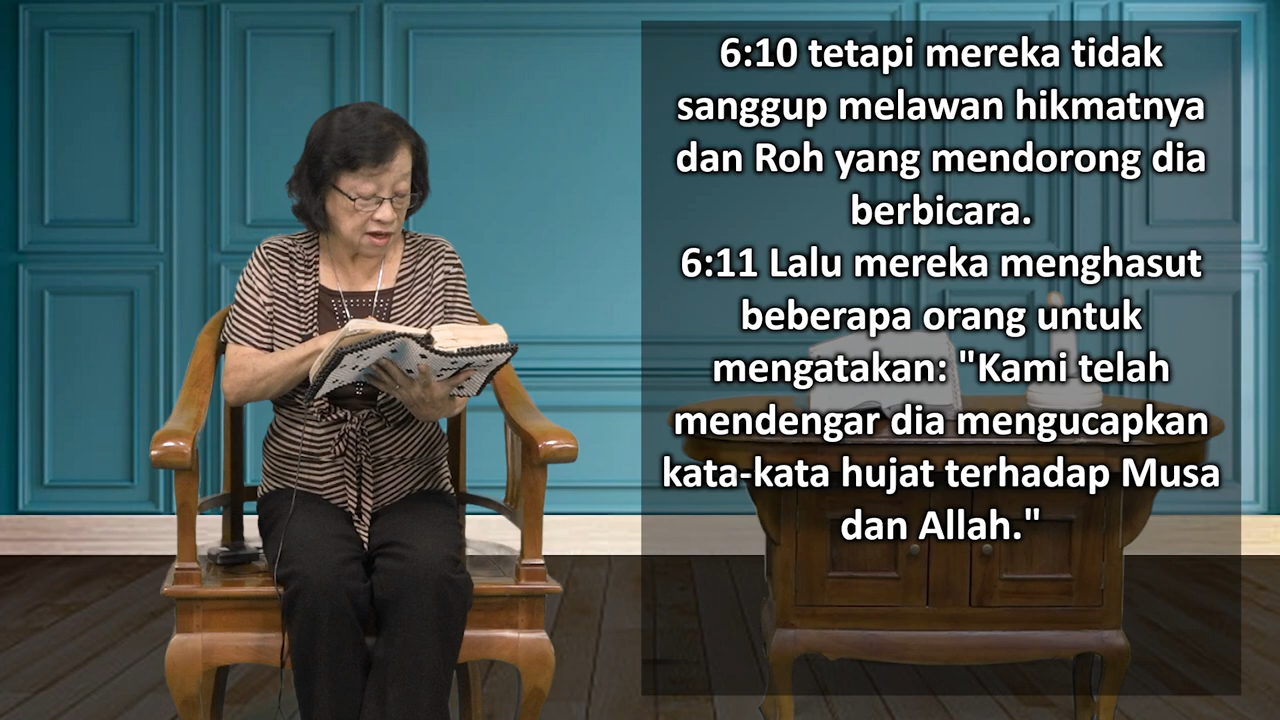 6:10 tetapi mereka tidak
sanggup melawan hikmatnya
dan Roh yang mendorong dia
berbicara.
6:11 Lalu mereka menghasut
beberapa orang untuk
mengatakan: "Kami telah
mendengar dia mengucapkan
kata-kata hujat terhadap Musa
dan Allah."